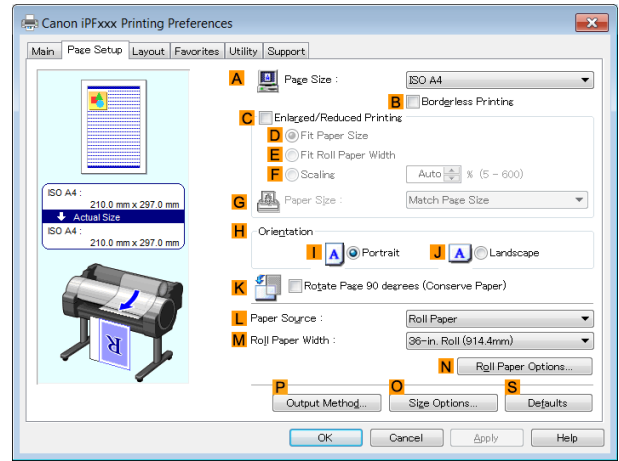 Canon iPFxxx Printing Preferences
Main Page Setup Layout Favorites Utility Support
A Page Size : ISO A4
B Borderless Printing
C Enlarged/Reduced Printing
D Fit Paper Size
E Fit Roll Paper Width
F Scaling Auto % (5 - 600)
G Paper Size : Match Page Size
ISO A4 :
210.0 mm x 297.0 mm
Actual Size
ISO A4 :
210.0 mm x 297.0 mm
H Orientation
I A Portrait J A Landscape
K Rotate Page 90 degrees (Conserve Paper)
L Paper Source : Roll Paper
M Roll Paper Width : 36-in. Roll (914.4mm)
N Roll Paper Options...
R
P O S
Output Method... Size Options... Defaults
OK Cancel Apply Help